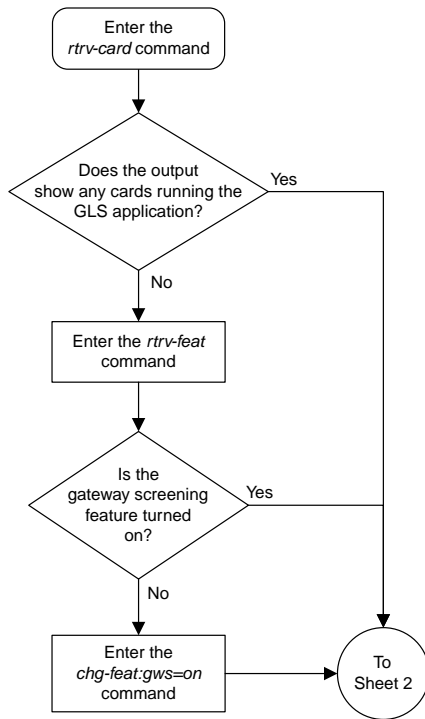 Enter the
rtrv-card command
Does the output
show any cards running the
GLS application?
Yes
No
Enter the rtrv-feat
command
Is the
gateway screening
feature turned
on?
Yes
No
Enter the
chg-feat:gws=on
command
To
Sheet 2